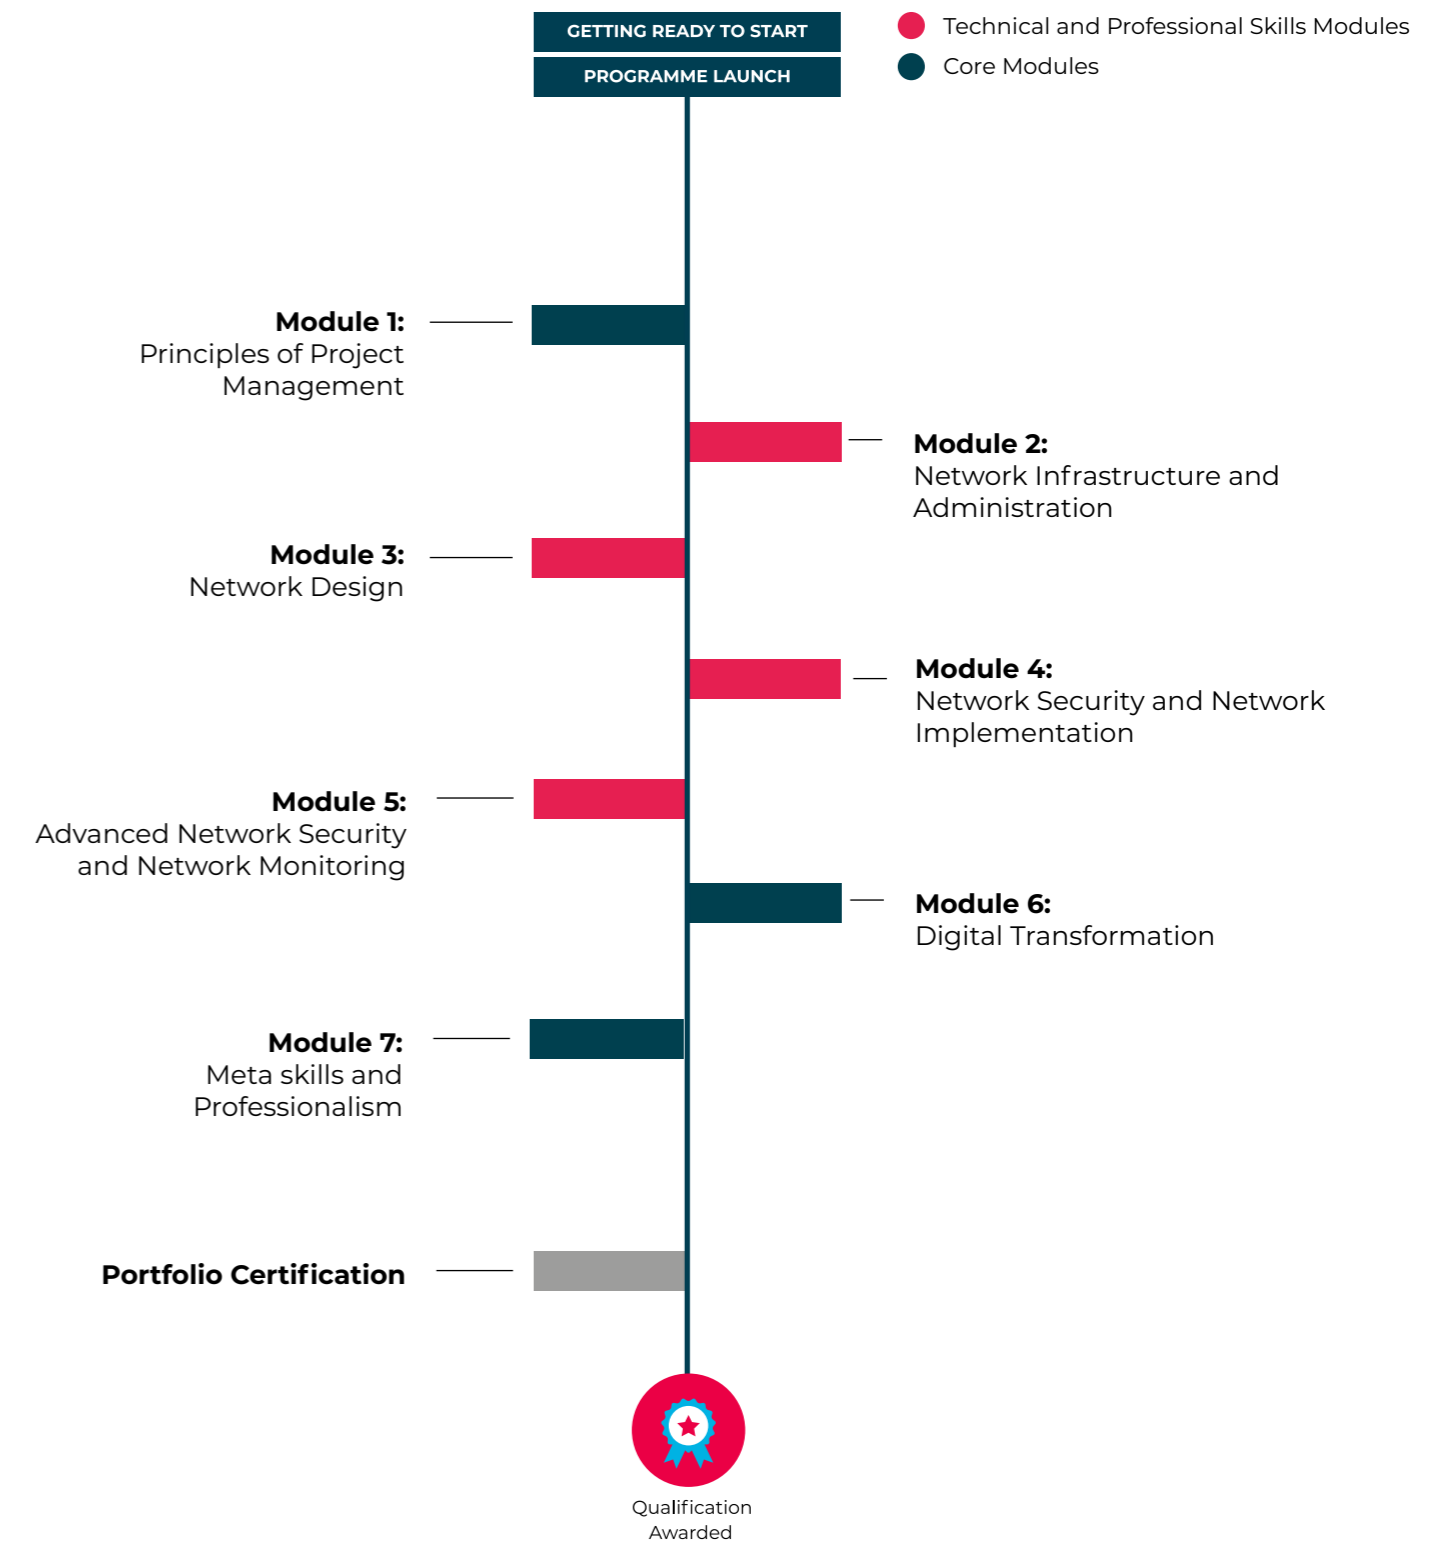 GETTING READY TO START
PROGRAMME LAUNCH
Technical and Professional Skills Modules
Core Modules
Module 1:
Principles of Project
Management
Module 2:
Network Infrastructure and
Administration
Module 3:
Network Design
Module 4:
Network Security and Network
Implementation
Module 5:
Advanced Network Security
and Network Monitoring
Module 6:
Digital Transformation
Module 7:
Meta skills and
Professionalism
Portfolio Certification
Qualification
Awarded